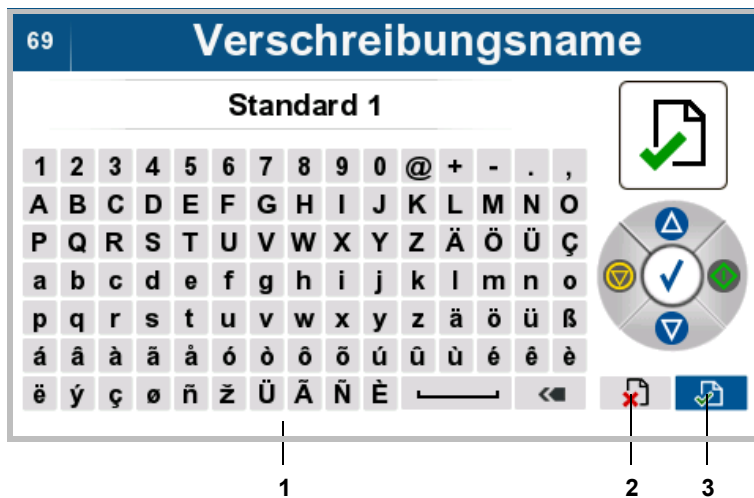 69 Verschreibungsname
Standard 1
1 2 3 4 5 6 7 8 9 0 @ + - . ,
A B C D E F G H I J K L M N O
P Q R S T U V W X Y Z Ä Ö Ü Ç
a b c d e f g h i j k l m n o
p q r s t u v w x y z ä ö ü ß
á â à ã å ó ò ô õ ú û ù é ê è
ë ý ç ø ñ ž Ü Ã Ñ È
1 2 3